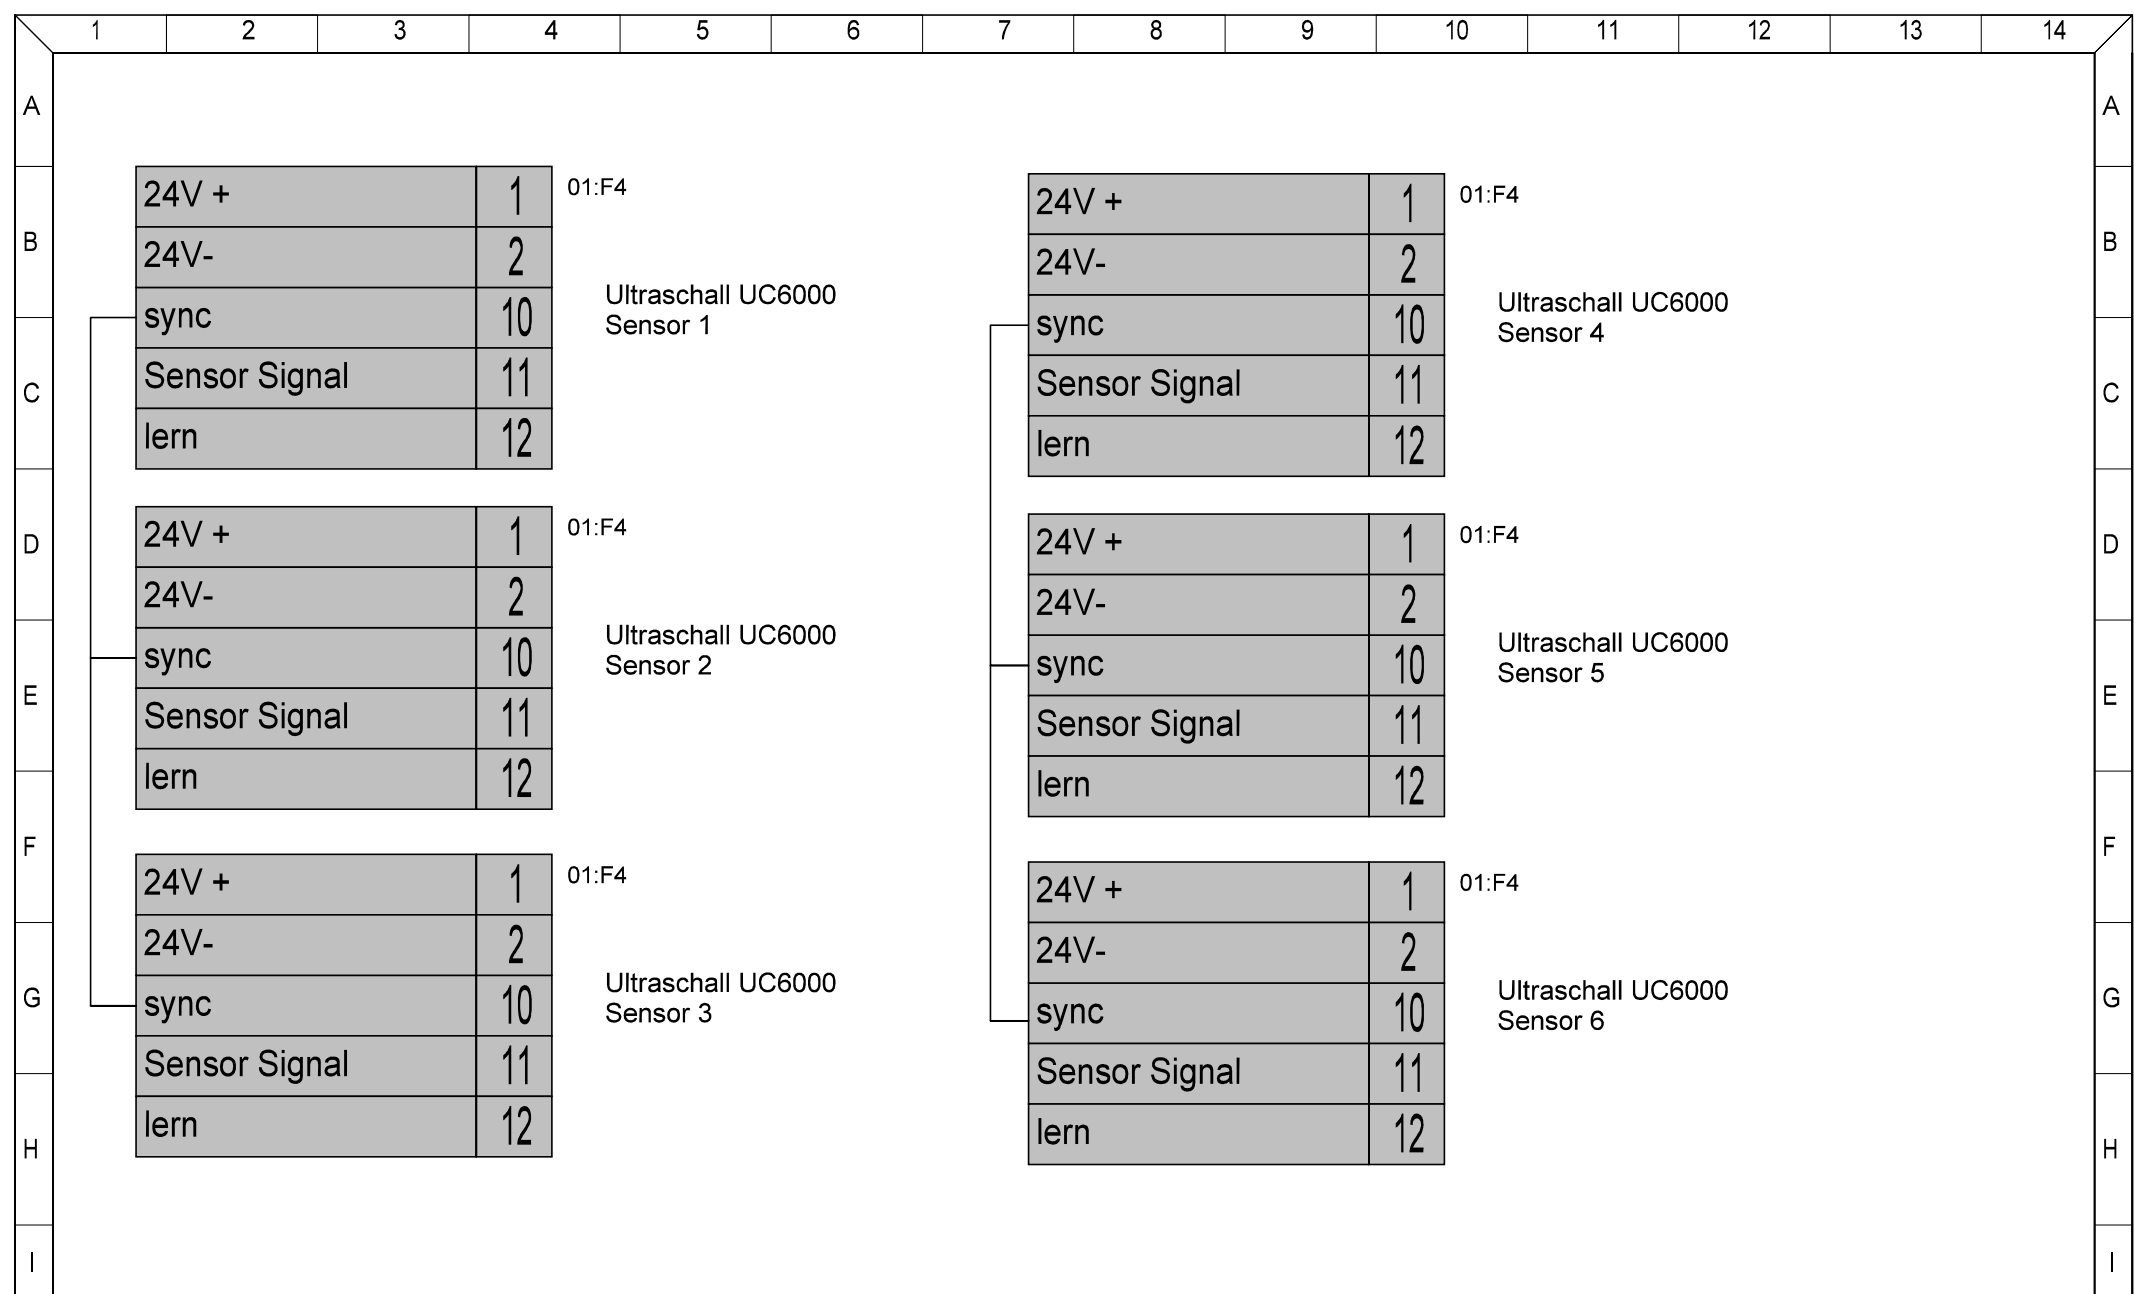 1 2 3 4 5 6 7 8 9 10 11 12 13 14
A A
B B
C C
D D
E E
F F
G G
H H
I I
24V + 1 01:F4
24V- 2
sync 10
Sensor Signal 11
lern 12
Ultraschall UC6000
Sensor 1
24V + 1 01:F4
24V- 2
sync 10
Sensor Signal 11
lern 12
Ultraschall UC6000
Sensor 2
24V + 1 01:F4
24V- 2
sync 10
Sensor Signal 11
lern 12
Ultraschall UC6000
Sensor 3
24V + 1 01:F4
24V- 2
sync 10
Sensor Signal 11
lern 12
Ultraschall UC6000
Sensor 4
24V + 1 01:F4
24V- 2
sync 10
Sensor Signal 11
lern 12
Ultraschall UC6000
Sensor 5
24V + 1 01:F4
24V- 2
sync 10
Sensor Signal 11
lern 12
Ultraschall UC6000
Sensor 6